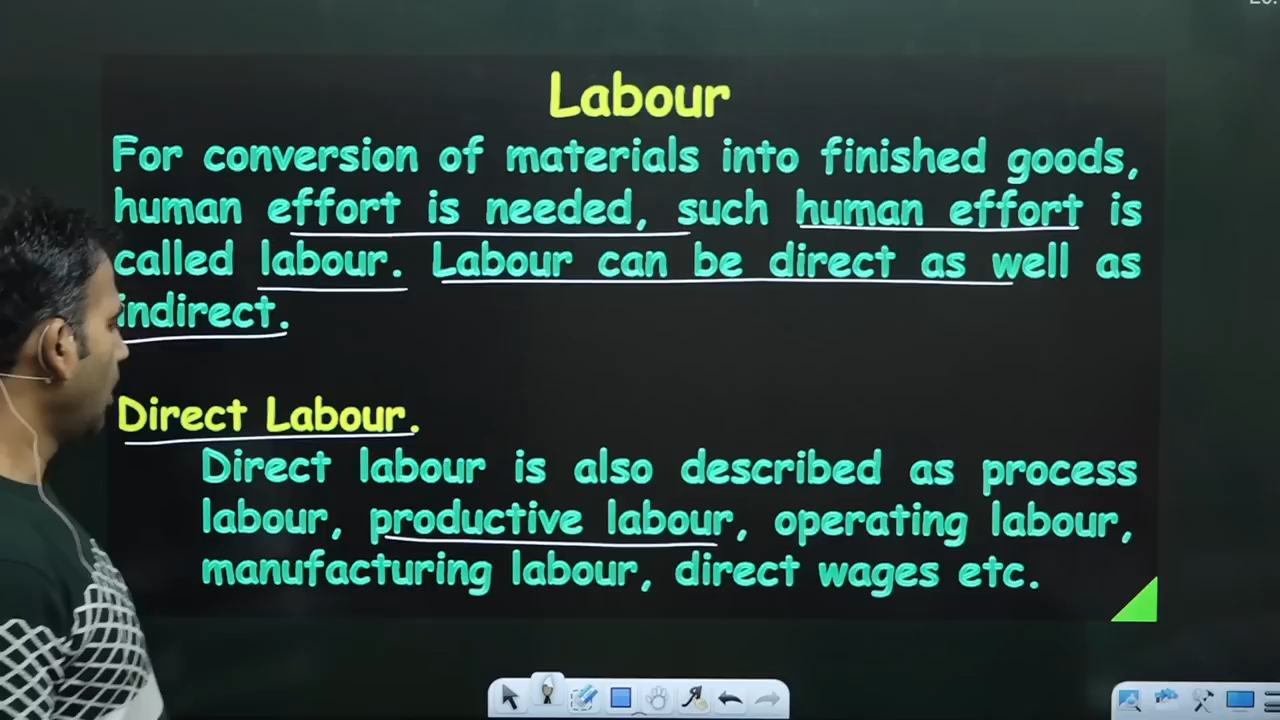 Labour
For conversion of materials into finished goods,
human effort is needed, such human effort is
called labour. Labour can be direct as well as
indirect.
Direct Labour.
Direct labour is also described as process
labour, productive labour, operating labour,
manufacturing labour, direct wages etc.